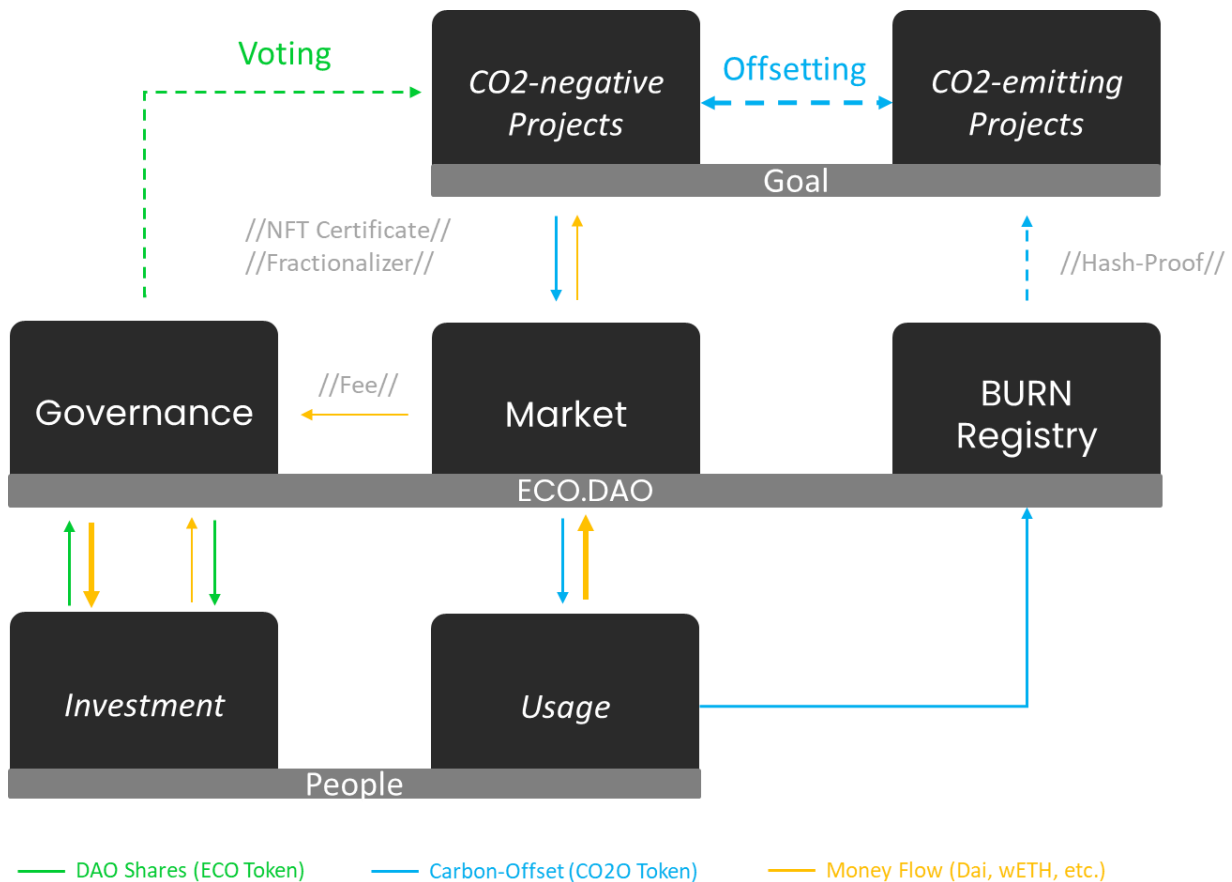 Voting
CO2-negative
Projects
Offsetting
CO2-emitting
Projects
Goal
//NFT Certificate//
//Fractionalizer//
//Hash-Proof//
Governance
//Fee//
Market
BURN
Registry
ECO.DAO
Investment
Usage
People
DAO Shares (ECO Token)
Carbon-Offset (CO2O Token)
Money Flow (Dai, wETH, etc.)